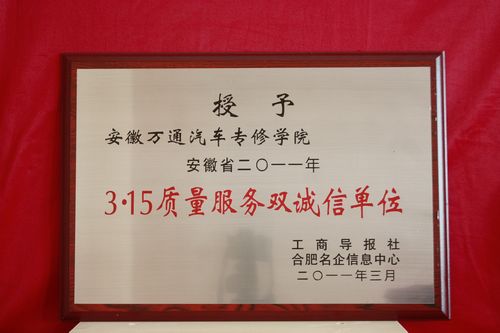 授予
安徽万通汽车专修学院
安徽省二〇一一年
3·15质量服务双诚信单位
工商导报社
合肥名企信息中心
二〇一一年三月